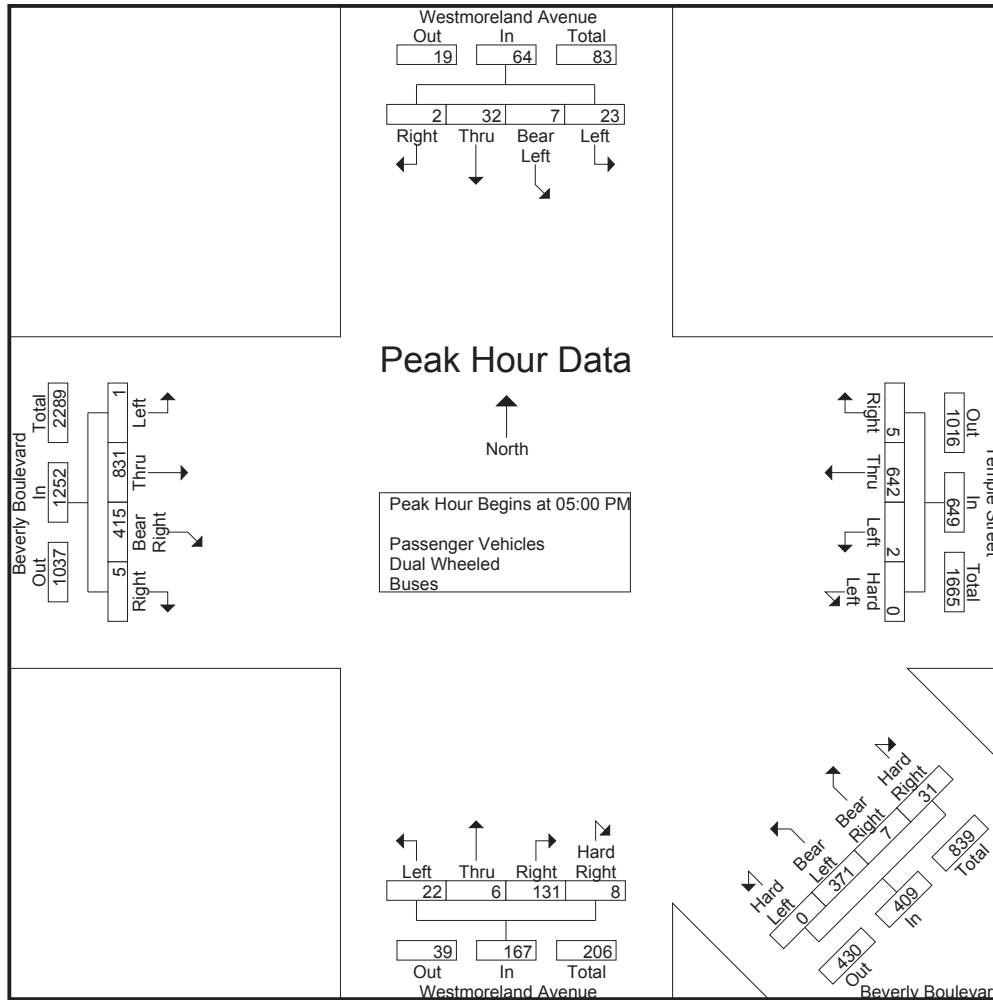 Westmoreland Avenue
Out In Total
19 64 83
2 32 7 23
Right Thru Bear Left
Left
Peak Hour Data
North
Peak Hour Begins at 05:00 PM
Passenger Vehicles
Dual Wheeled
Buses
Beverly Boulevard
Out In Total
1037 1252 2289
5 415 831 1
Right Bear Thru Left
Right
Temple Street
Out In Total
1016 649 1665
5 642 2 0
Right Thru Left Hard
Left
Hard
Left Thru Right Right
22 6 131 8
39 167 206
Out In Total
Westmoreland Avenue
Hard Bear Bear Hard
Left Left Right Right
0 371 7 31
430 409 839
Out In Total
Beverly Boulevar